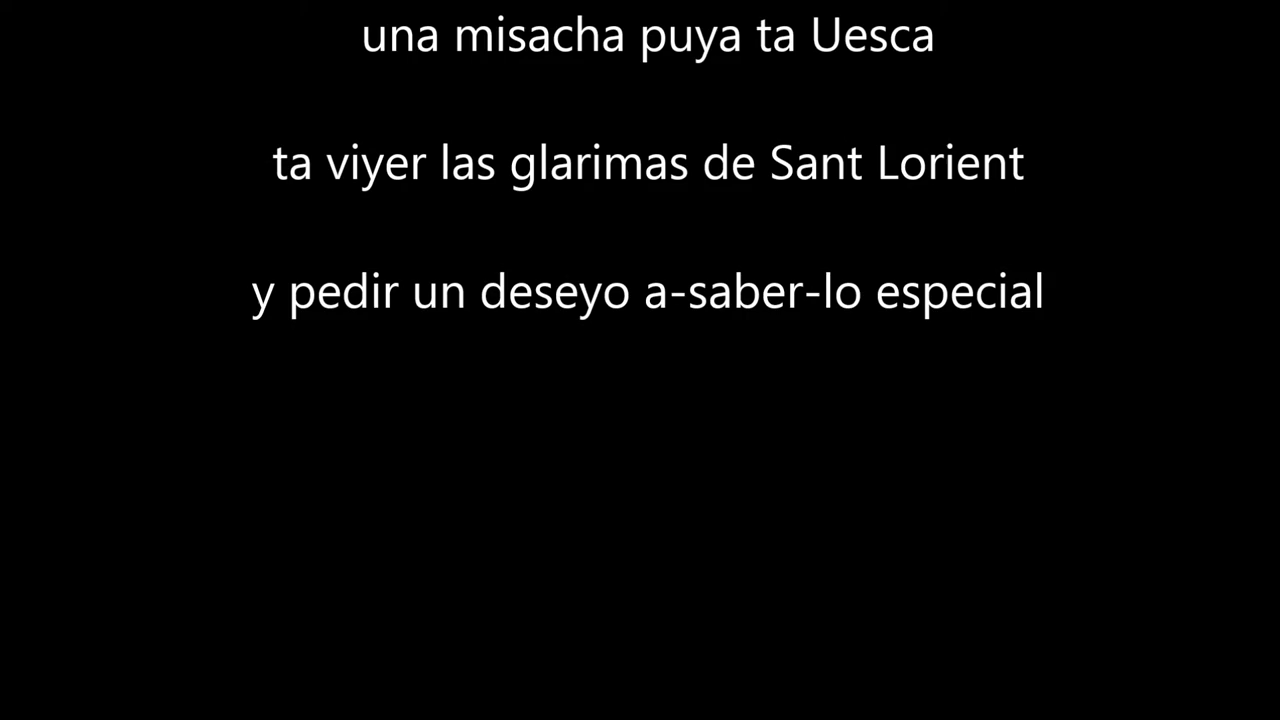 una misacha puya ta Uesca
ta viyer las glarimas de Sant Lorient
y pedir un deseyo a-saber-lo especial